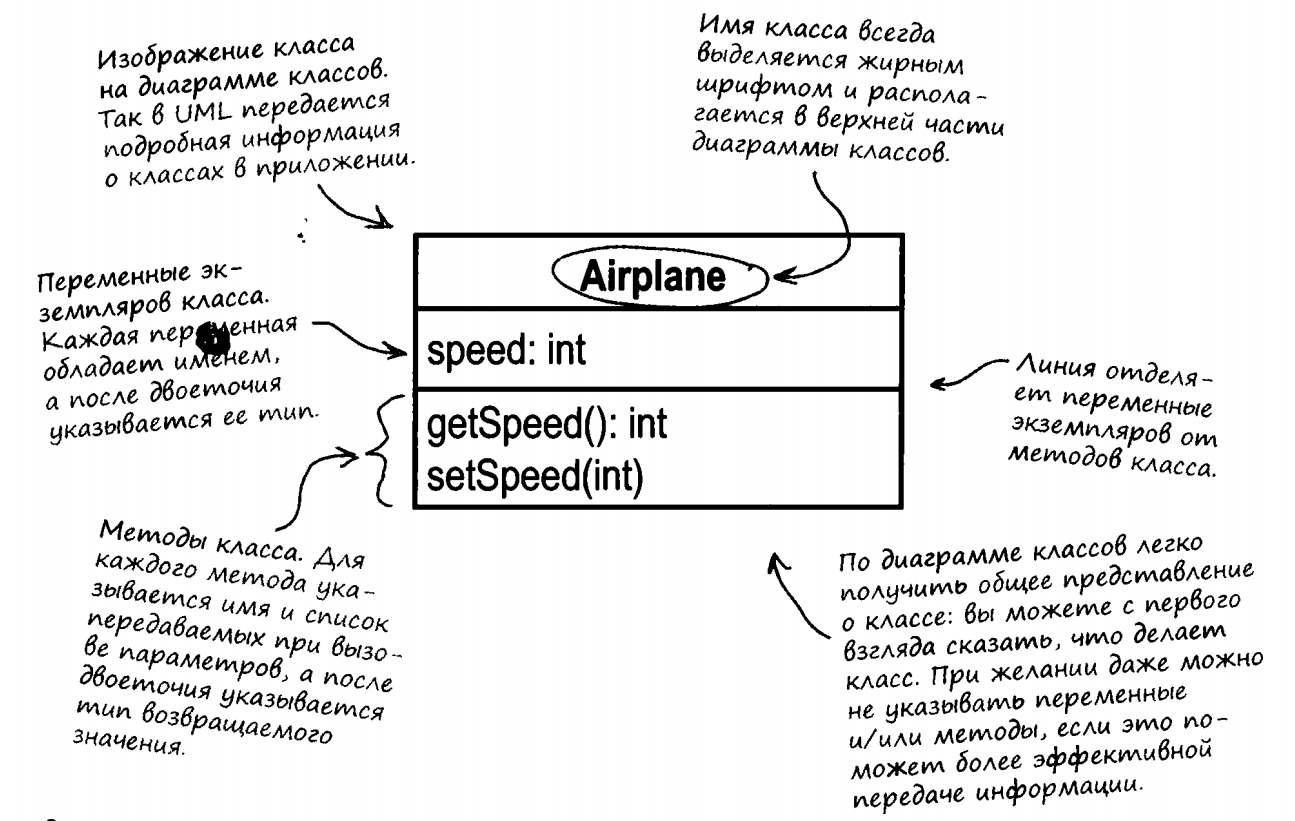 Изображение класса
на диаграмме классов.
Так в UML передается
подробная информация
о классах в приложении.
Имя класса всегда
выделяется жирным
шрифтом и распола-
гается в верхней части
диаграммы классов.
Переменные эк-
земпляров класса.
Каждая переменная
обладает именем,
а после двоеточия
указывается ее тип.
Airplane
speed: int
getSpeed(): int
setSpeed(int)
Линия отделя-
ет переменные
экземпляров от
методов класса.
Методы класса. Для
каждого метода ука-
зывается имя и список
передаваемых при вызо-
ве параметров, а после
двоеточия указывается
тип возвращаемого
значения.
По диаграмме классов легко
получить общее представление
о классе: вы можете с первого
взгляда сказать, что делает
класс. При желании даже можно
не указывать переменные
и/или методы, если это по-
может более эффективной
передаче информации.